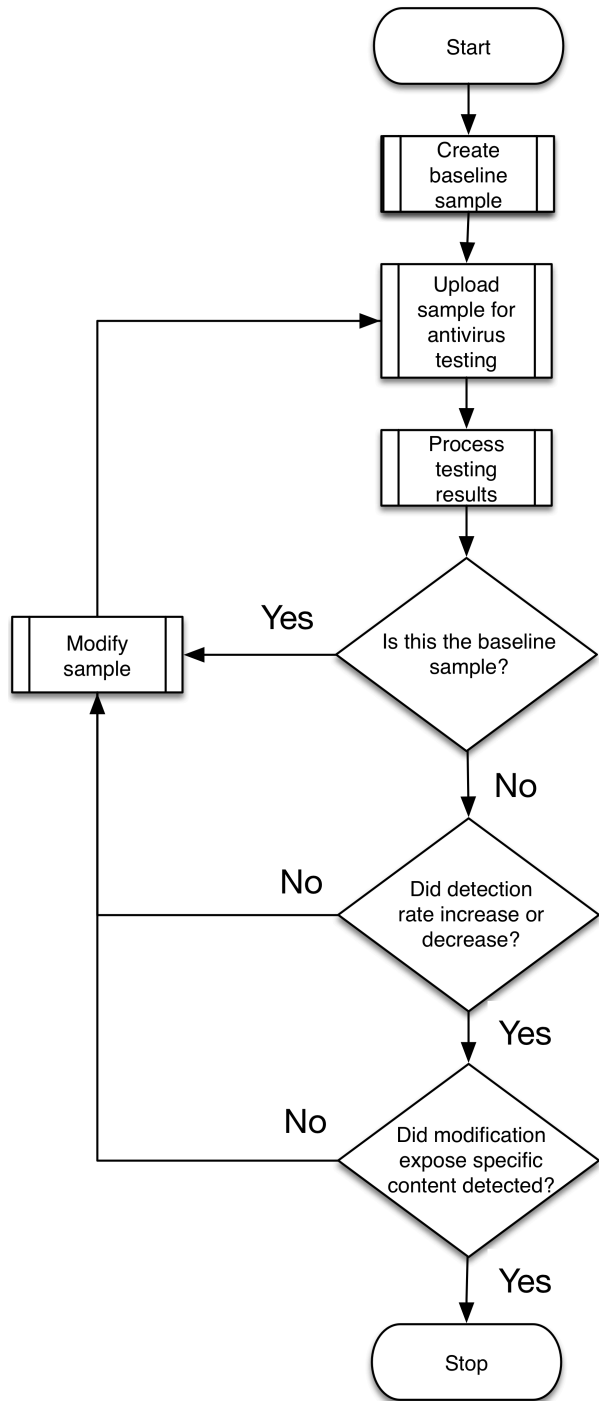 Start
Create
baseline
sample
Upload
sample for
antivirus
testing
Process
testing
results
Yes
Is this the baseline
sample?
Modify
sample
No
No
Did detection
rate increase or
decrease?
Yes
No
Did modification
expose specific
content detected?
Yes
Stop